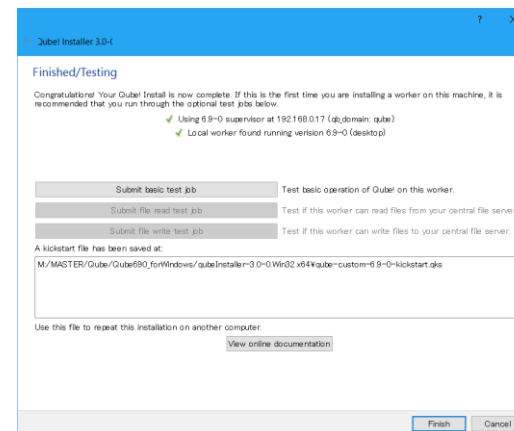 ?
Qube! Installer 3.0-(
Finished/Testing
Congratulations! Your Qube! Install is now complete. If this is the first time you are installing a worker on this machine, it is
recommended that you run through the optional test jobs below.
Using 6.9-0 supervisor at 192.168.0.17 (qb_domain: qube)
Local worker found running verision 6.9-0 (desktop)
Submit basic test job Test basic operation of Qube! on this worker.
Submit file read test job Test if this worker can read files from your central file serve
Submit file write test job Test if this worker can write files to your central file server.
A kickstart file has been saved at:
M:/MASTER/Qube/Qube690_forWindows/qubeInstaller-3.0-0.Win32.x64¥qube-custom-6.9-0-kickstart.qks
Use this file to repeat this installation on another computer.
View online documentation
Finish Cancel